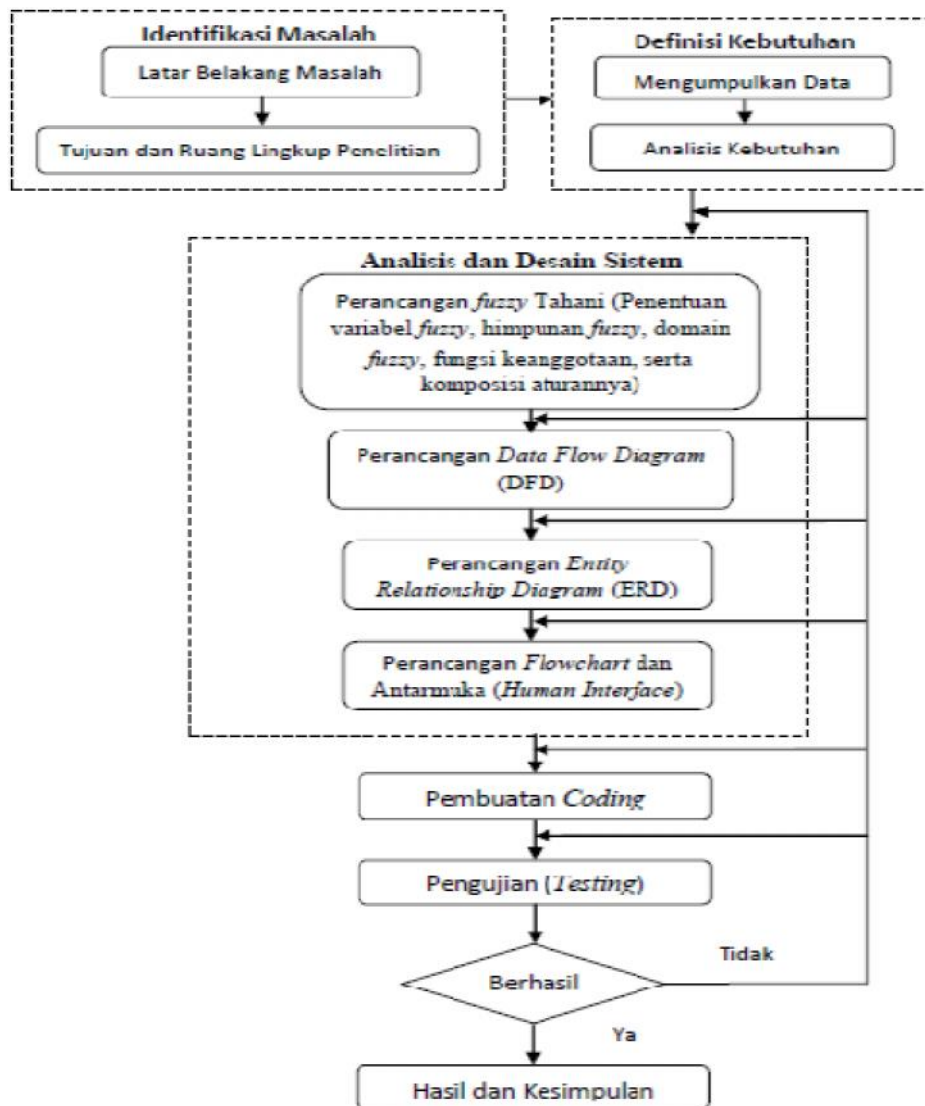 Identifikasi Masalah
Latar Belakang Masalah
Tujuan dan Ruang Lingkup Penelitian
Definisi Kebutuhan
Mengumpulkan Data
Analisis Kebutuhan
Analisis dan Desain Sistem
Perancangan fuzzy Tahani (Penentuan
variabel fuzzy, himpunan fuzzy, domain
fuzzy, fungsi keanggotaan, serta
komposisi aturannya)
Perancangan Data Flow Diagram
(DFD)
Perancangan Entity
Relationship Diagram (ERD)
Perancangan Flowchart dan
Antarmuka (Human Interface)
Pembuatan Coding
Pengujian (Testing)
Berhasil
Tidak
Ya
Hasil dan Kesimpulan